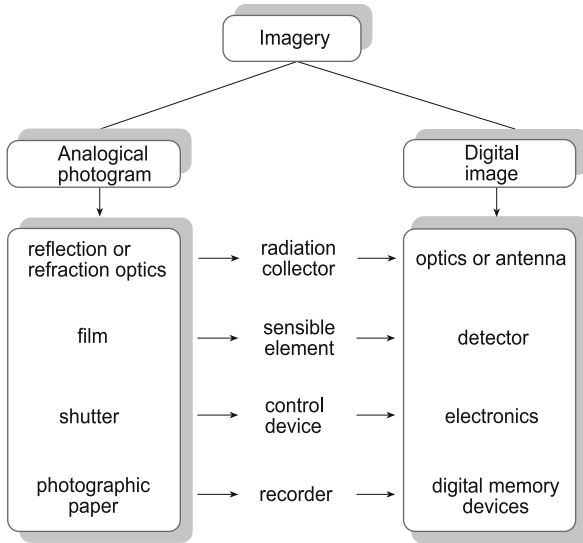 Imagery
Analogical
photogram
Digital
image
reflection or
refraction optics
radiation
collector
optics or antenna
film
sensible
element
detector
shutter
control
device
electronics
photographic
paper
recorder
digital memory
devices